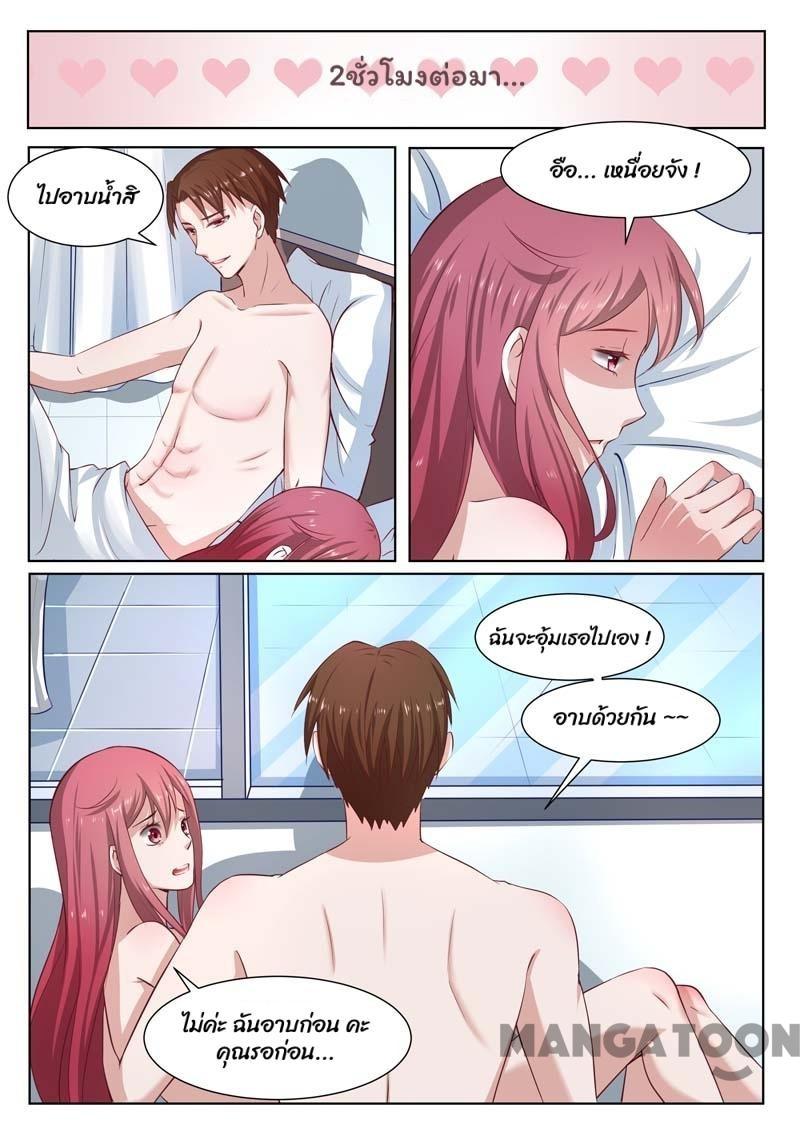 2ชั่วโมงต่อมา...
ไปอาบน้ำสิ
อือ... เหนื่อยจัง !
ฉันจะอุ้มเธอไปเอง !
อาบด้วยกัน ~~
ไม่ค่ะ ฉันอาบก่อน คะ
คุณรอก่อน...
MANGATOON